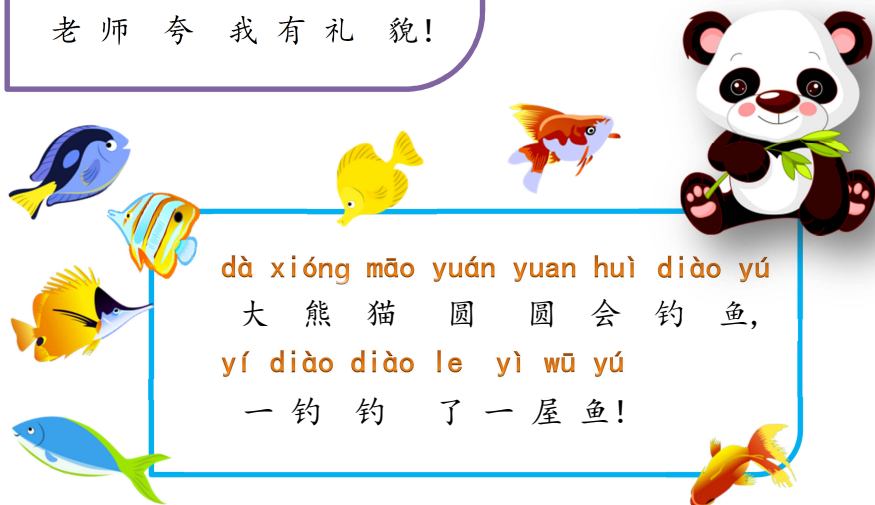 老师夸我有礼貌!
dà xióng māo yuán yuan huì diào yú
大熊猫圆圆会钓鱼,
yí diào diào le yì wū yú
一钓钓了一屋鱼!